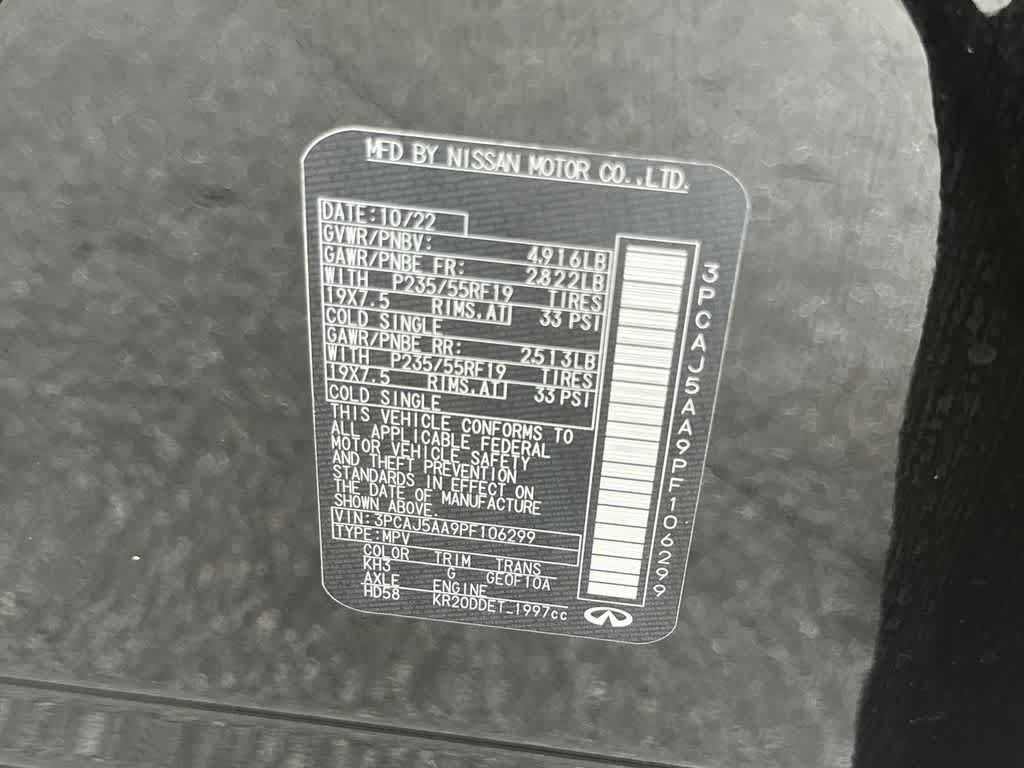 MFD BY NISSAN MOTOR CO.,LTD.
DATE:10/22
GVWR/PNBV: 4916LB
GAWR/PNBE FR: 2822LB
WITH P235/55RF19 TIRES
19X7.5 RIMS,AT 33 PSI
COLD SINGLE
GAWR/PNBE RR: 2513LB
WITH P235/55RF19 TIRES
19X7.5 RIMS,AT 33 PSI
COLD SINGLE
THIS VEHICLE CONFORMS TO
ALL APPLICABLE FEDERAL
MOTOR VEHICLE SAFETY
AND THEFT PREVENTION
STANDARDS IN EFFECT ON
THE DATE OF MANUFACTURE
SHOWN ABOVE.
VIN:3PCAJ5AA9PF106299
TYPE:MPV
COLOR TRIM TRANS
KH3 G GE0F10A
AXLE ENGINE
HD58 KR20DDET_1997cc
3PCAJ5AA9PF106299